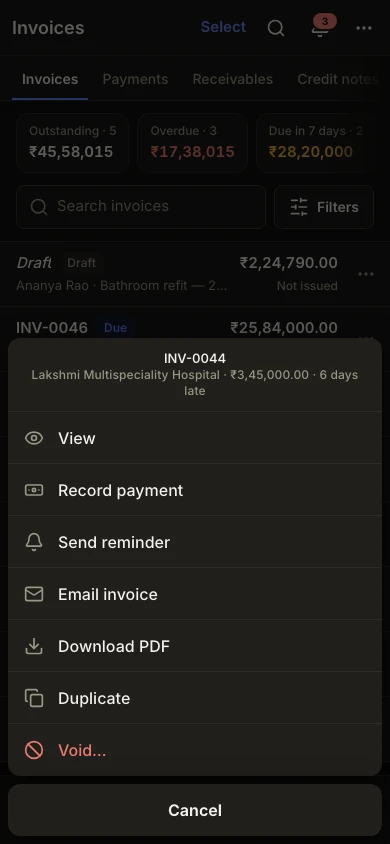 Invoices
Select
3
Invoices
Payments
Receivables
Credit notes
Outstanding · 5
₹45,58,015
Overdue · 3
₹17,38,015
Due in 7 days · 2
₹28,20,000
Search invoices
Filters
Draft
Draft
₹2,24,790.00
Ananya Rao · Bathroom refit — 2...
Not issued
INV-0046
Due
₹25,84,000.00
INV-0044
Lakshmi Multispeciality Hospital · ₹3,45,000.00 · 6 days
late
View
Record payment
Send reminder
Email invoice
Download PDF
Duplicate
Void...
Cancel